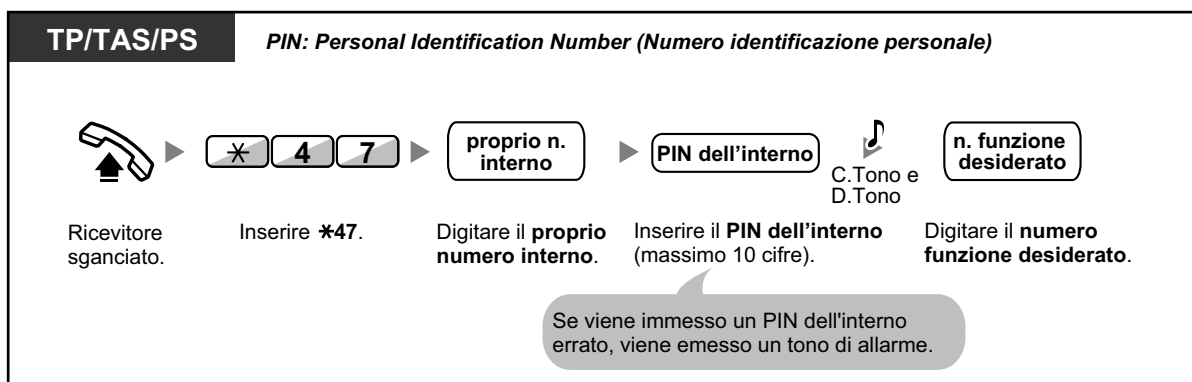 TP/TAS/PS
PIN: Personal Identification Number (Numero identificazione personale)
✱ 4 7
proprio n.
interno
PIN dell'interno
C.Tono e
D.Tono
n. funzione
desiderato
Ricevitore
sganciato.
Inserire ✱47.
Digitare il proprio
numero interno.
Inserire il PIN dell'interno
(massimo 10 cifre).
Digitare il numero
funzione desiderato.
Se viene immesso un PIN dell'interno
errato, viene emesso un tono di allarme.